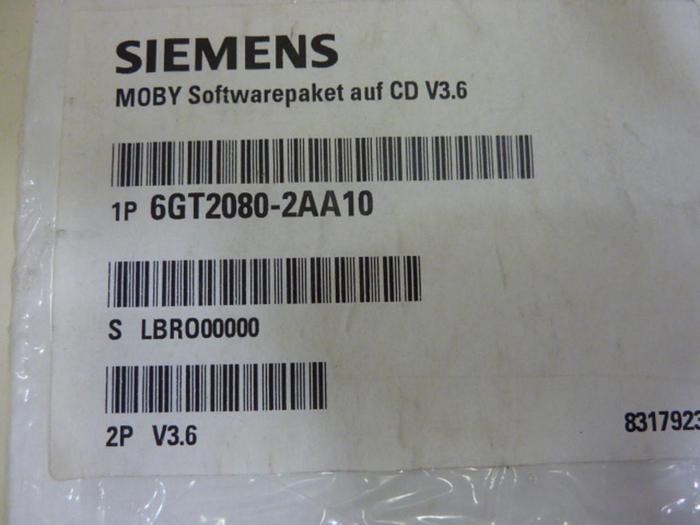 SIEMENS
MOBY Softwarepaket auf CD V3.6
1P 6GT2080-2AA10
S LBRO00000
2P V3.6
8317923